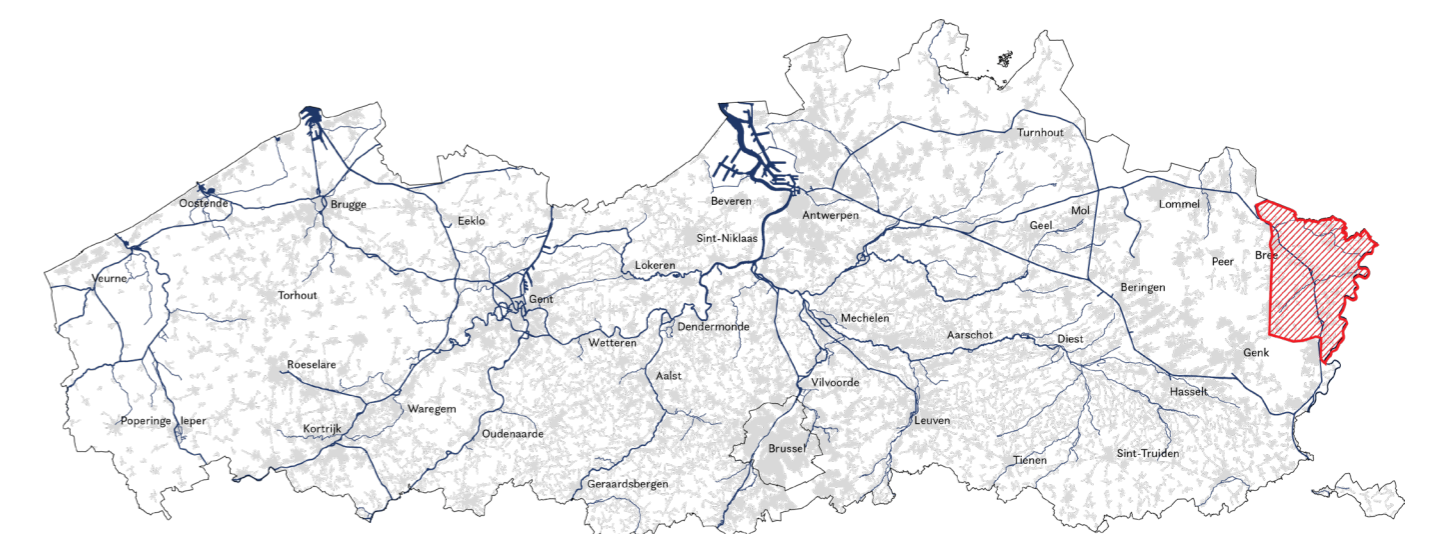 Turnhout
Oostende
Brugge
Eeklo
Beveren
Antwerpen
Geel
Mol
Lommel
Sint-Niklaas
Peer
Bree
Veurne
Lokeren
Torhout
Gent
Beringen
Dendermonde
Mechelen
Wetteren
Aarschot
Diest
Genk
Roeselare
Aalst
Vilvoorde
Hasselt
Waregem
Poperinge
Ieper
Kortrijk
Oudenaarde
Leuven
Brussel
Tienen
Sint-Truiden
Geraardsbergen